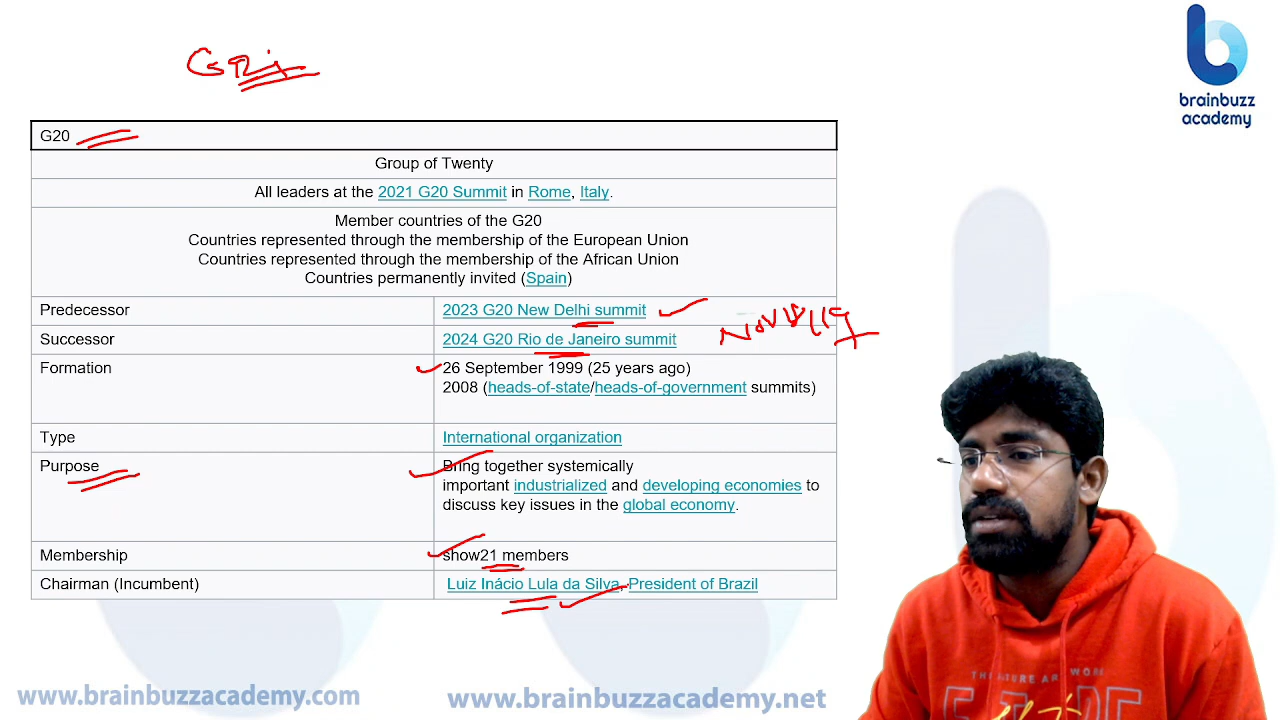 brainbuzz
academy
G20
Group of Twenty
All leaders at the 2021 G20 Summit in Rome, Italy.
Member countries of the G20
Countries represented through the membership of the European Union
Countries represented through the membership of the African Union
Countries permanently invited (Spain)
Predecessor 2023 G20 New Delhi summit
Successor 2024 G20 Rio de Janeiro summit
Formation 26 September 1999 (25 years ago)
2008 (heads-of-state/heads-of-government summits)
Type International organization
Purpose Bring together systemically
important industrialized and developing economies to
discuss key issues in the global economy.
Membership show21 members
Chairman (Incumbent) Luiz Inácio Lula da Silva, President of Brazil
www.brainbuzzacademy.com www.brainbuzzacademy.net